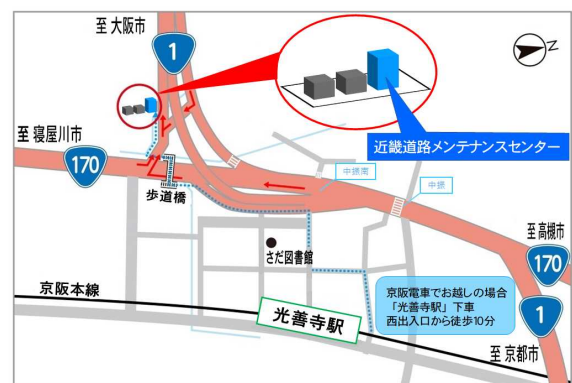 至 大阪市
1
N
近畿道路メンテナンスセンター
至 寝屋川市
170
中振南
中振
歩道橋
至 高槻市
170
さだ図書館
京阪本線
京阪電車でお越しの場合
「光善寺駅」下車
西出入口から徒歩10分
光善寺駅
1
至 京都市